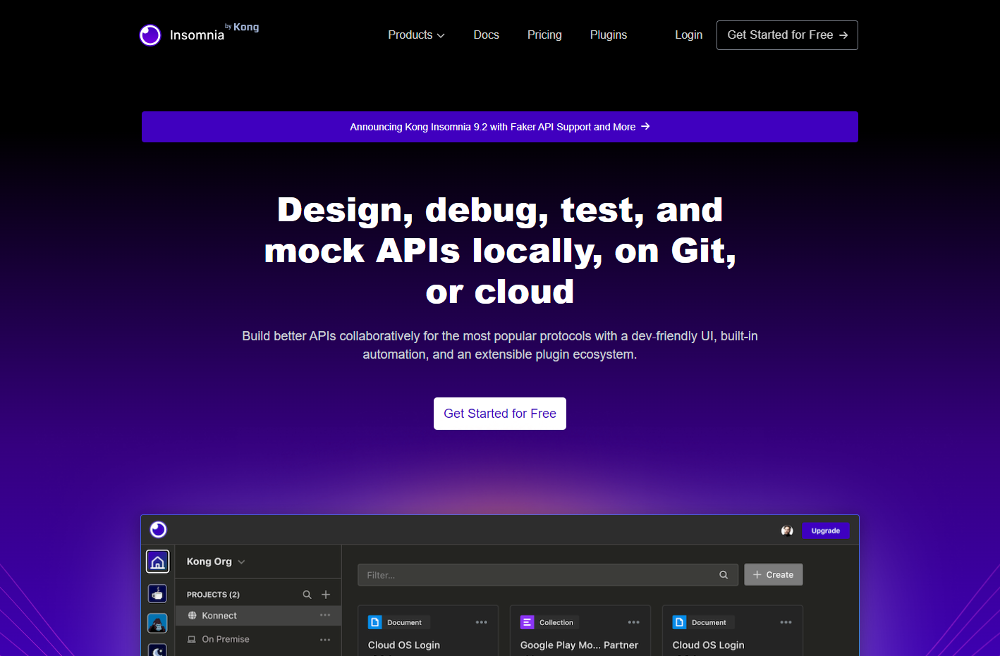 Insomnia by Kong
Products
Docs
Pricing
Plugins
Login
Get Started for Free →
Announcing Kong Insomnia 9.2 with Faker API Support and More →
Design, debug, test, and
mock APIs locally, on Git,
or cloud
Build better APIs collaboratively for the most popular protocols with a dev-friendly UI, built-in
automation, and an extensible plugin ecosystem.
Get Started for Free
Upgrade
Kong Org
Filter...
+ Create
PROJECTS (2)
Konnect
On Premise
Document
Cloud OS Login
Collection
Google Play Mo... Partner
Document
Cloud OS Login